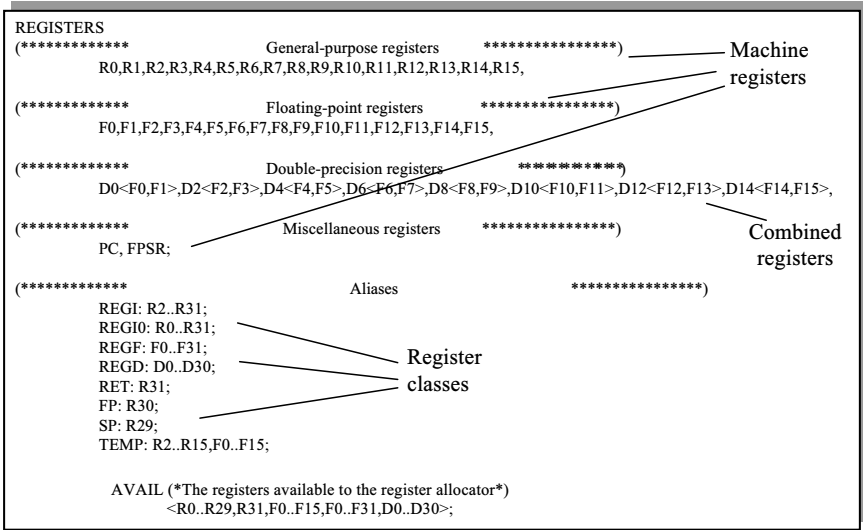 REGISTERS
(************* General-purpose registers ****************)
R0,R1,R2,R3,R4,R5,R6,R7,R8,R9,R10,R11,R12,R13,R14,R15,
Machine
registers
(************* Floating-point registers ****************)
F0,F1,F2,F3,F4,F5,F6,F7,F8,F9,F10,F11,F12,F13,F14,F15,
(************* Double-precision registers ****************)
D0<F0,F1>,D2<F2,F3>,D4<F4,F5>,D6<F6,F7>,D8<F8,F9>,D10<F10,F11>,D12<F12,F13>,D14<F14,F15>,
(************* Miscellaneous registers ****************)
PC, FPSR;
Combined
registers
(************* Aliases ****************)
REGI: R2..R31;
REGI0: R0..R31;
REGF: F0..F31;
REGD: D0..D30;
RET: R31;
FP: R30;
SP: R29;
TEMP: R2..R15,F0..F15;
Register
classes
AVAIL (*The registers available to the register allocator*)
<R0..R29,R31,F0..F15,F0..F31,D0..D30>;